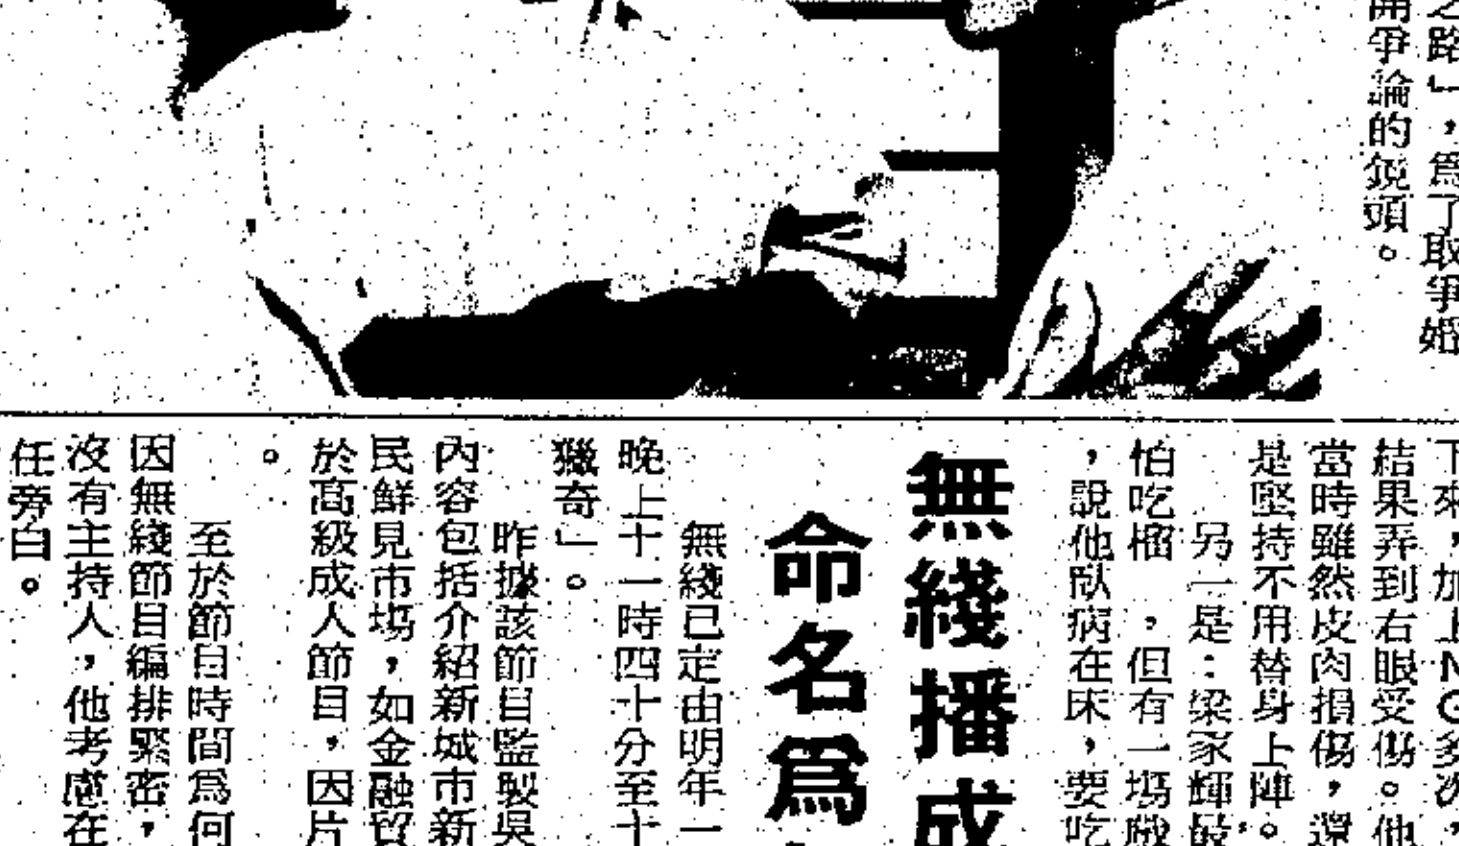 之路」，爲了取爭婚
開爭論的鏡頭。
下來，加上NG多次，
結果弄到右眼受傷。他
當時雖然皮肉損傷，還
是堅持不用替身上陣。
另一是：梁家輝最
怕吃榴，但有一場戲
，說他臥病在床，要吃
無綫播成
命名爲
無綫已定由明年一
晚上十一時四十分至十
獵奇」。
昨據該節目監製吳
內容包括介紹新城市新
民鮮見市場，如金融貿
於高級成人節目，因片
。
至於節目時間爲何
因無綫節目編排緊密，
沒有主持人，他考慮在
任旁白。